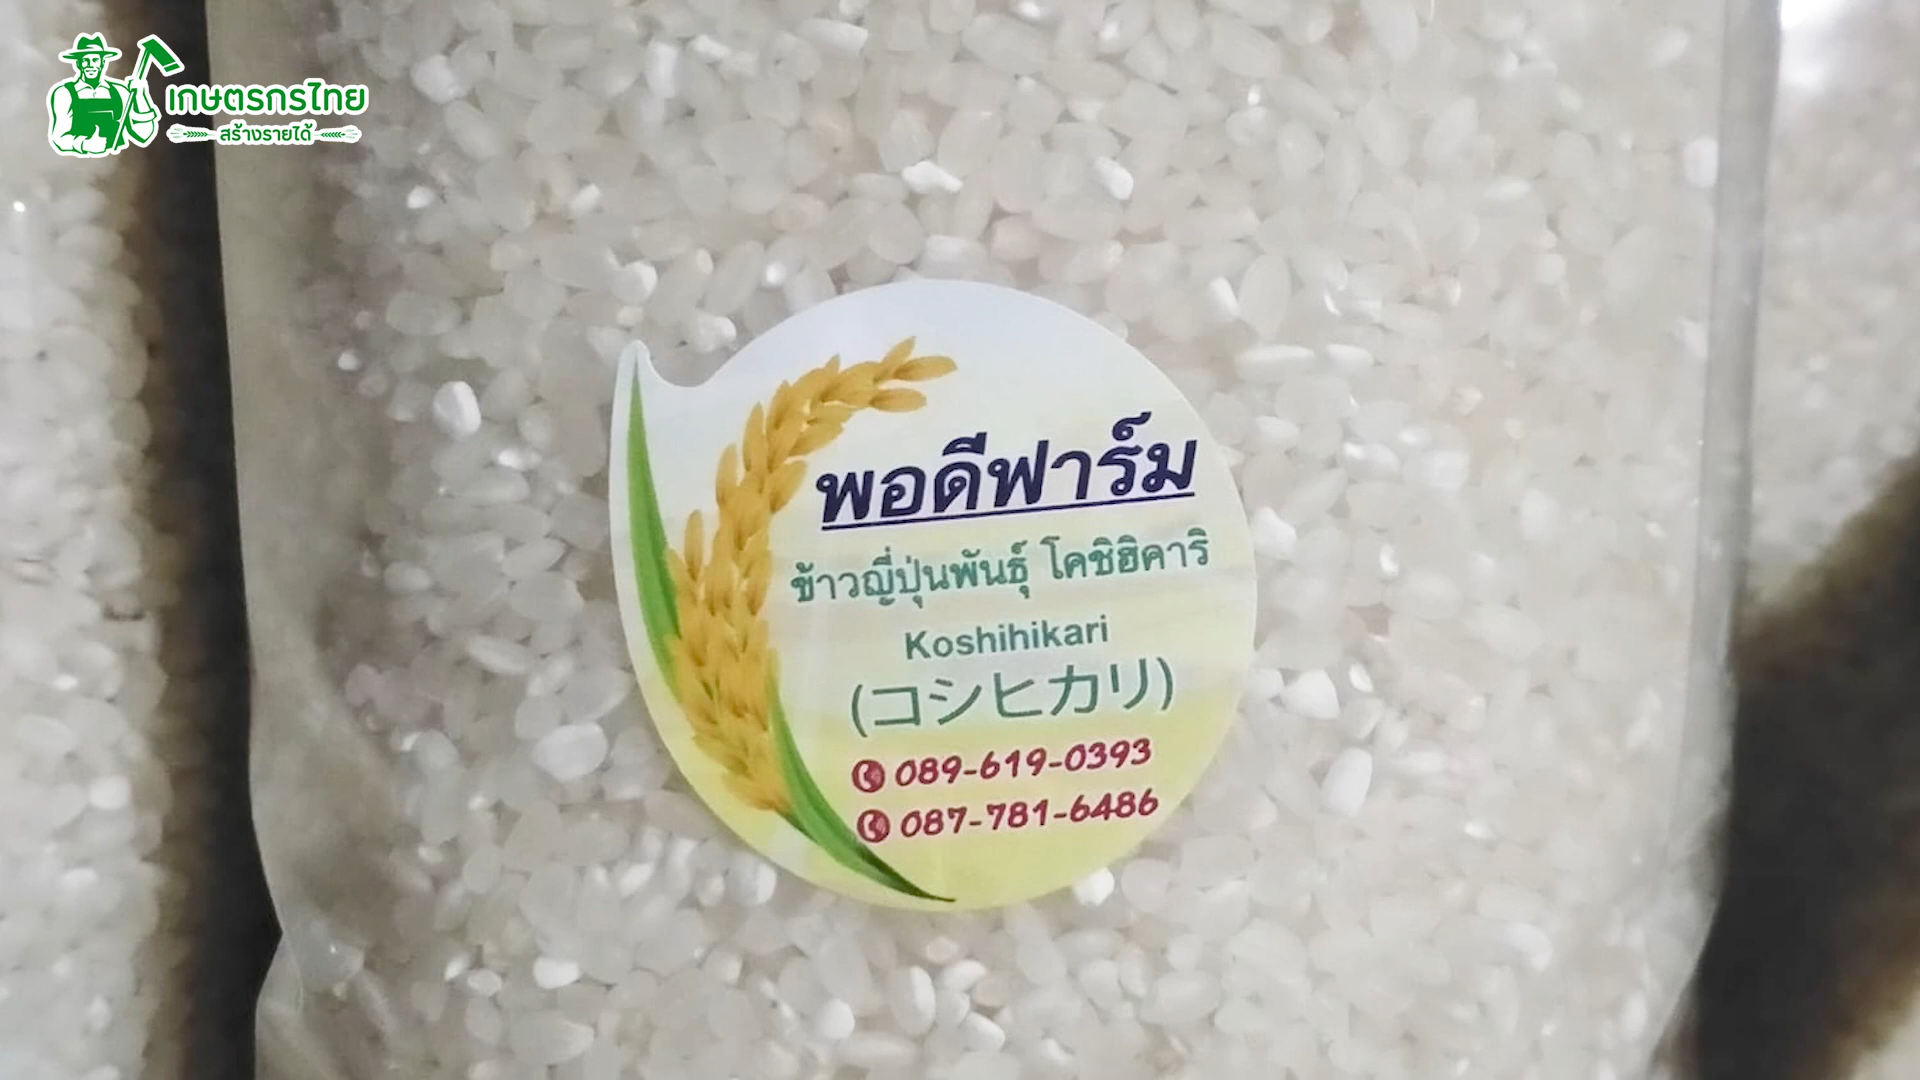 เกษตรกรไทย
สร้างรายได้
พอดีฟาร์ม
ข้าวญี่ปุ่นพันธุ์ โคชิฮิคาริ
Koshihikari
(コシヒカリ)
089-619-0393
087-781-6486